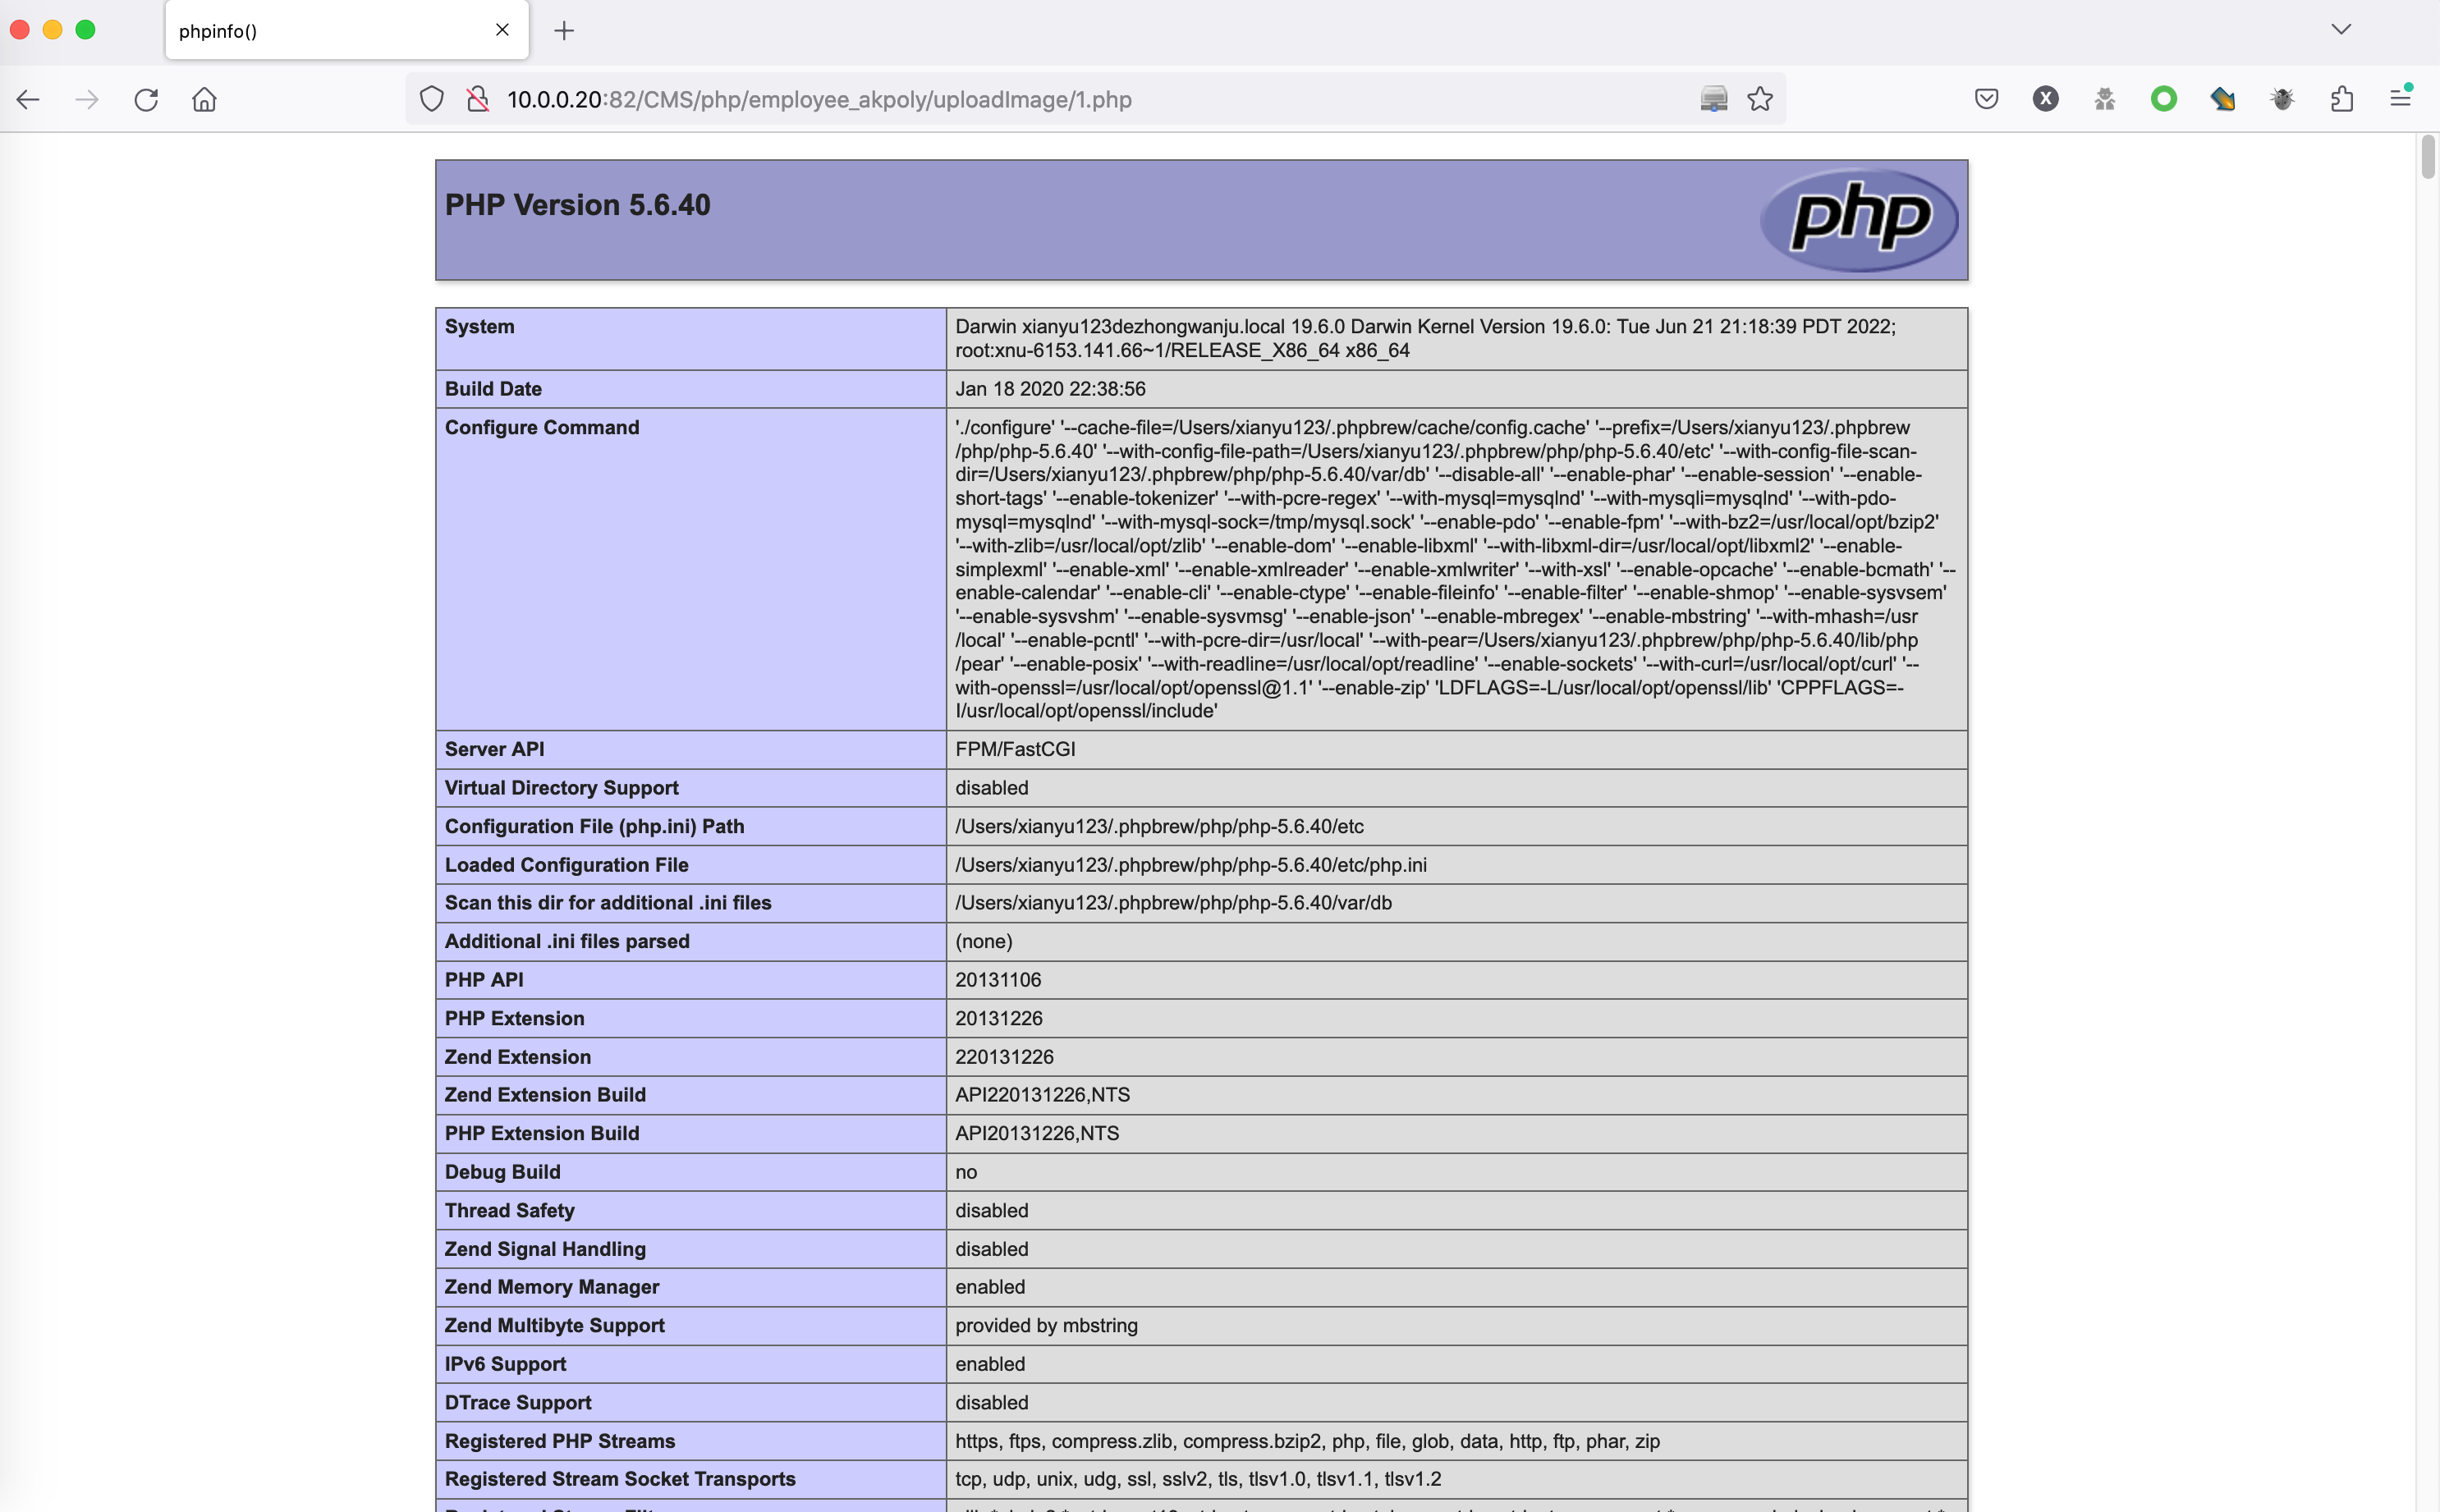 phpinfo()
10.0.0.20:82/CMS/php/employee_akpoly/uploadImage/1.php
X
PHP Version 5.6.40
php
System
Darwin xianyu123dezhongwanju.local 19.6.0 Darwin Kernel Version 19.6.0: Tue Jun 21 21:18:39 PDT 2022;
root:xnu-6153.141.66~1/RELEASE_X86_64 x86_64
Build Date
Jan 18 2020 22:38:56
Configure Command
'./configure' '--cache-file=/Users/xianyu123/.phpbrew/cache/config.cache' '--prefix=/Users/xianyu123/.phpbrew
/php/php-5.6.40' '--with-config-file-path=/Users/xianyu123/.phpbrew/php/php-5.6.40/etc' '--with-config-file-scan-
dir=/Users/xianyu123/.phpbrew/php/php-5.6.40/var/db' '--disable-all' '--enable-phar' '--enable-session' '--enable-
short-tags' '--enable-tokenizer' '--with-pcre-regex' '--with-mysql=mysqlnd' '--with-mysqli=mysqlnd' '--with-pdo-
mysql=mysqlnd' '--with-mysql-sock=/tmp/mysql.sock' '--enable-pdo' '--enable-fpm' '--with-bz2=/usr/local/opt/bzip2'
'--with-zlib=/usr/local/opt/zlib' '--enable-dom' '--enable-libxml' '--with-libxml-dir=/usr/local/opt/libxml2' '--enable-
simplexml' '--enable-xml' '--enable-xmlreader' '--enable-xmlwriter' '--with-xsl' '--enable-opcache' '--enable-bcmath' '--
enable-calendar' '--enable-cli' '--enable-ctype' '--enable-fileinfo' '--enable-filter' '--enable-shmop' '--enable-sysvsem'
'--enable-sysvshm' '--enable-sysvmsg' '--enable-json' '--enable-mbregex' '--enable-mbstring' '--with-mhash=/usr
/local' '--enable-pcntl' '--with-pcre-dir=/usr/local' '--with-pear=/Users/xianyu123/.phpbrew/php/php-5.6.40/lib/php
/pear' '--enable-posix' '--with-readline=/usr/local/opt/readline' '--enable-sockets' '--with-curl=/usr/local/opt/curl' '--
with-openssl=/usr/local/opt/openssl@1.1' '--enable-zip' 'LDFLAGS=-L/usr/local/opt/openssl/lib' 'CPPFLAGS=-
I/usr/local/opt/openssl/include'
Server API
FPM/FastCGI
Virtual Directory Support
disabled
Configuration File (php.ini) Path
/Users/xianyu123/.phpbrew/php/php-5.6.40/etc
Loaded Configuration File
/Users/xianyu123/.phpbrew/php/php-5.6.40/etc/php.ini
Scan this dir for additional .ini files
/Users/xianyu123/.phpbrew/php/php-5.6.40/var/db
Additional .ini files parsed
(none)
PHP API
20131106
PHP Extension
20131226
Zend Extension
220131226
Zend Extension Build
API220131226,NTS
PHP Extension Build
API20131226,NTS
Debug Build
no
Thread Safety
disabled
Zend Signal Handling
disabled
Zend Memory Manager
enabled
Zend Multibyte Support
provided by mbstring
IPv6 Support
enabled
DTrace Support
disabled
Registered PHP Streams
https, ftps, compress.zlib, compress.bzip2, php, file, glob, data, http, ftp, phar, zip
Registered Stream Socket Transports
tcp, udp, unix, udg, ssl, sslv2, tls, tlsv1.0, tlsv1.1, tlsv1.2